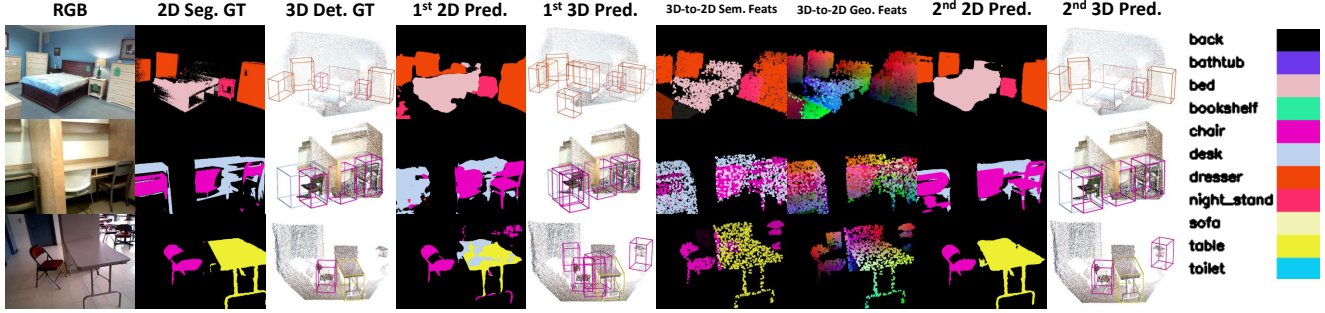 RGB
2D Seg. GT
3D Det. GT
1st 2D Pred.
1st 3D Pred.
3D-to-2D Sem. Feats
3D-to-2D Geo. Feats
2nd 2D Pred.
2nd 3D Pred.
back
bathtub
bed
bookshelf
chair
desk
dresser
night_stand
sofa
table
toilet